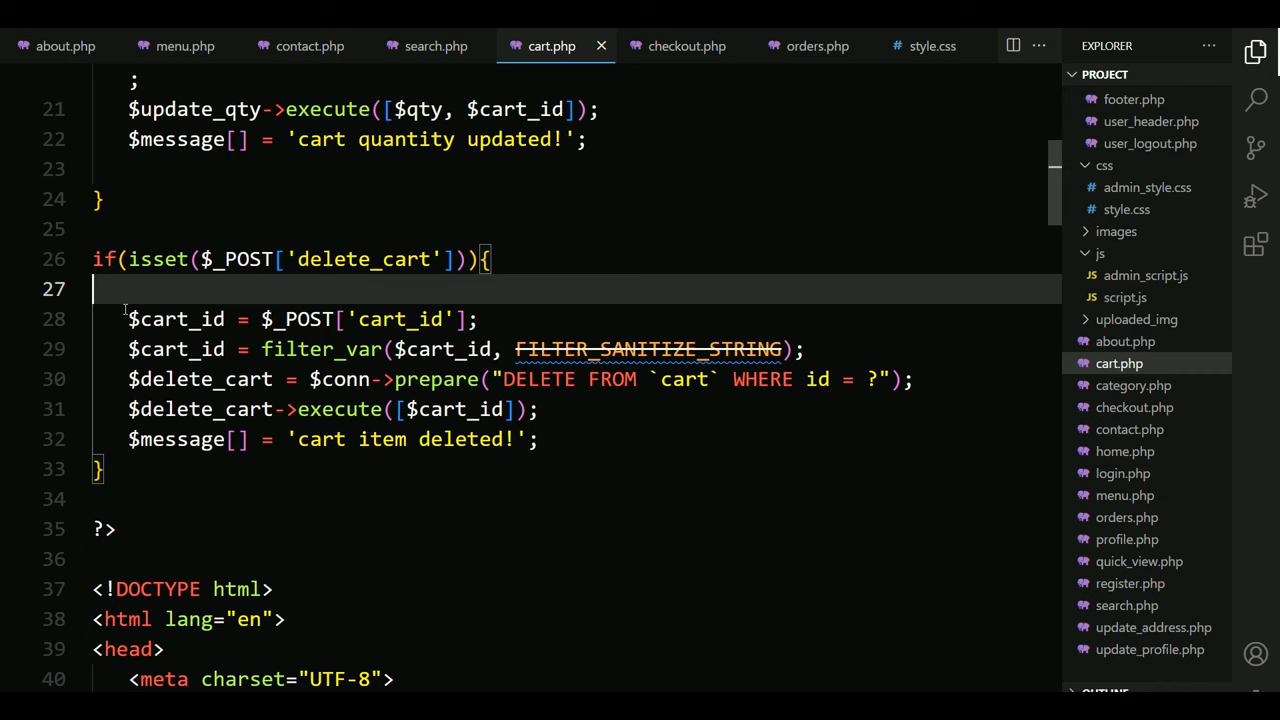 about.php menu.php contact.php search.php cart.php checkout.php orders.php # style.css
;
21 $update_qty->execute([$qty, $cart_id]);
22 $message[] = 'cart quantity updated!';
23
24 }
25
26 if(isset($_POST['delete_cart'])){
27
28 $cart_id = $_POST['cart_id'];
29 $cart_id = filter_var($cart_id, FILTER_SANITIZE_STRING);
30 $delete_cart = $conn->prepare("DELETE FROM `cart` WHERE id = ?");
31 $delete_cart->execute([$cart_id]);
32 $message[] = 'cart item deleted!';
33 }
34
35 ?>
36
37 <!DOCTYPE html>
38 <html lang="en">
39 <head>
40 <meta charset="UTF-8">
EXPLORER
PROJECT
footer.php
user_header.php
user_logout.php
css
# admin_style.css
# style.css
images
js
JS admin_script.js
JS script.js
uploaded_img
about.php
cart.php
category.php
checkout.php
contact.php
home.php
login.php
menu.php
orders.php
profile.php
quick_view.php
register.php
search.php
update_address.php
update_profile.php
OUTLINE